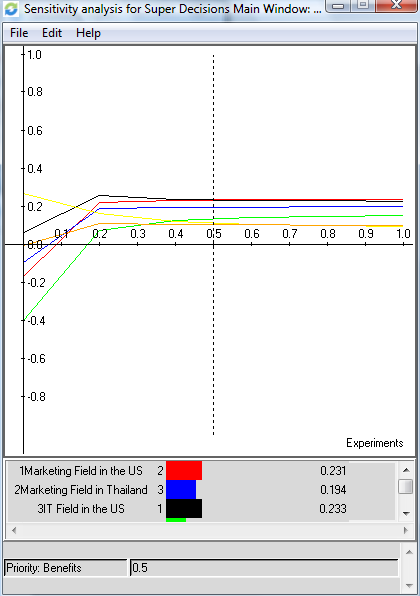 Sensitivity analysis for Super Decisions Main Window: ...
File Edit Help
1.0
0.8
0.6
0.4
0.2
0.0
0.1 0.2 0.3 0.4 0.5 0.6 0.7 0.8 0.9 1.0
-0.2
-0.4
-0.6
-0.8
Experiments
1Marketing Field in the US 2 0.231
2Marketing Field in Thailand 3 0.194
3IT Field in the US 1 0.233
Priority: Benefits 0.5